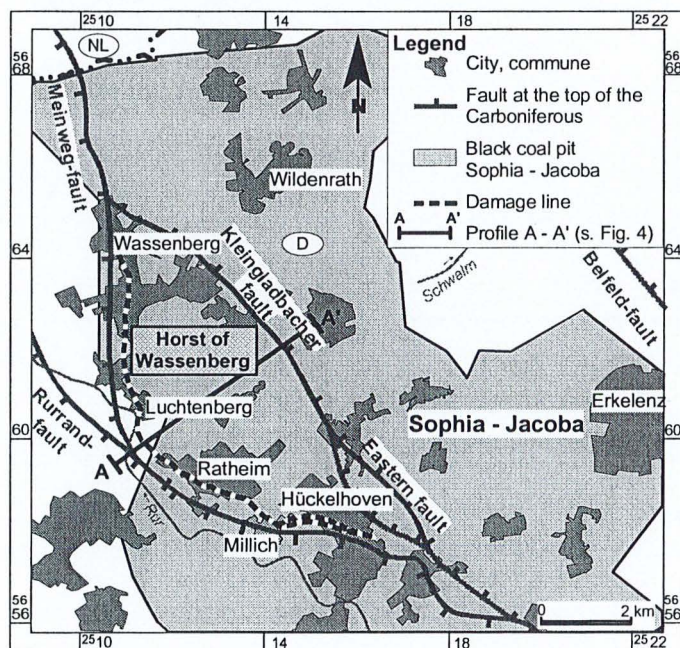 25 10
14
18
25 22
56 68
NL
Legend
City, commune
Fault at the top of the Carboniferous
Black coal pit
Sophia - Jacoba
Damage line
A A' Profile A - A' (s. Fig. 4)
N
Meinweg-fault
Wildenrath
D
64
64
Wassenberg
Kleingladbacher fault
Schwalm
Belfeld-fault
A'
Horst of
Wassenberg
Rurrand-fault
Luchtenberg
Erkelenz
Sophia - Jacoba
60
60
A
Ratheim
Eastern fault
Hückelhoven
Rur
Millich
56 56
56 56
0 2 km
25 10
14
18
25 22